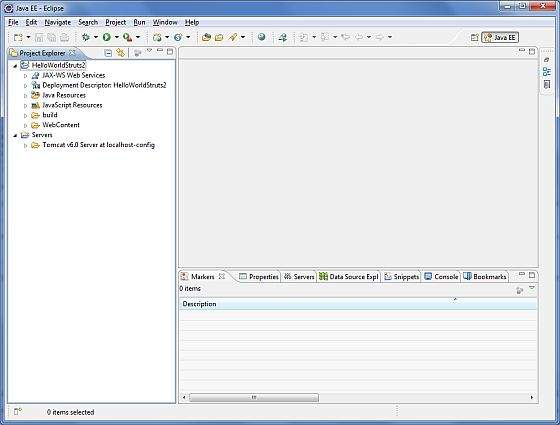 Java EE - Eclipse
File Edit Navigate Search Project Run Window Help
Java EE
Project Explorer
HelloWorldStruts2
JAX-WS Web Services
Deployment Descriptor: HelloWorldStruts2
Java Resources
JavaScript Resources
build
WebContent
Servers
Tomcat v6.0 Server at localhost-config
Markers Properties Servers Data Source Expl Snippets Console Bookmarks
0 items
Description
0 items selected